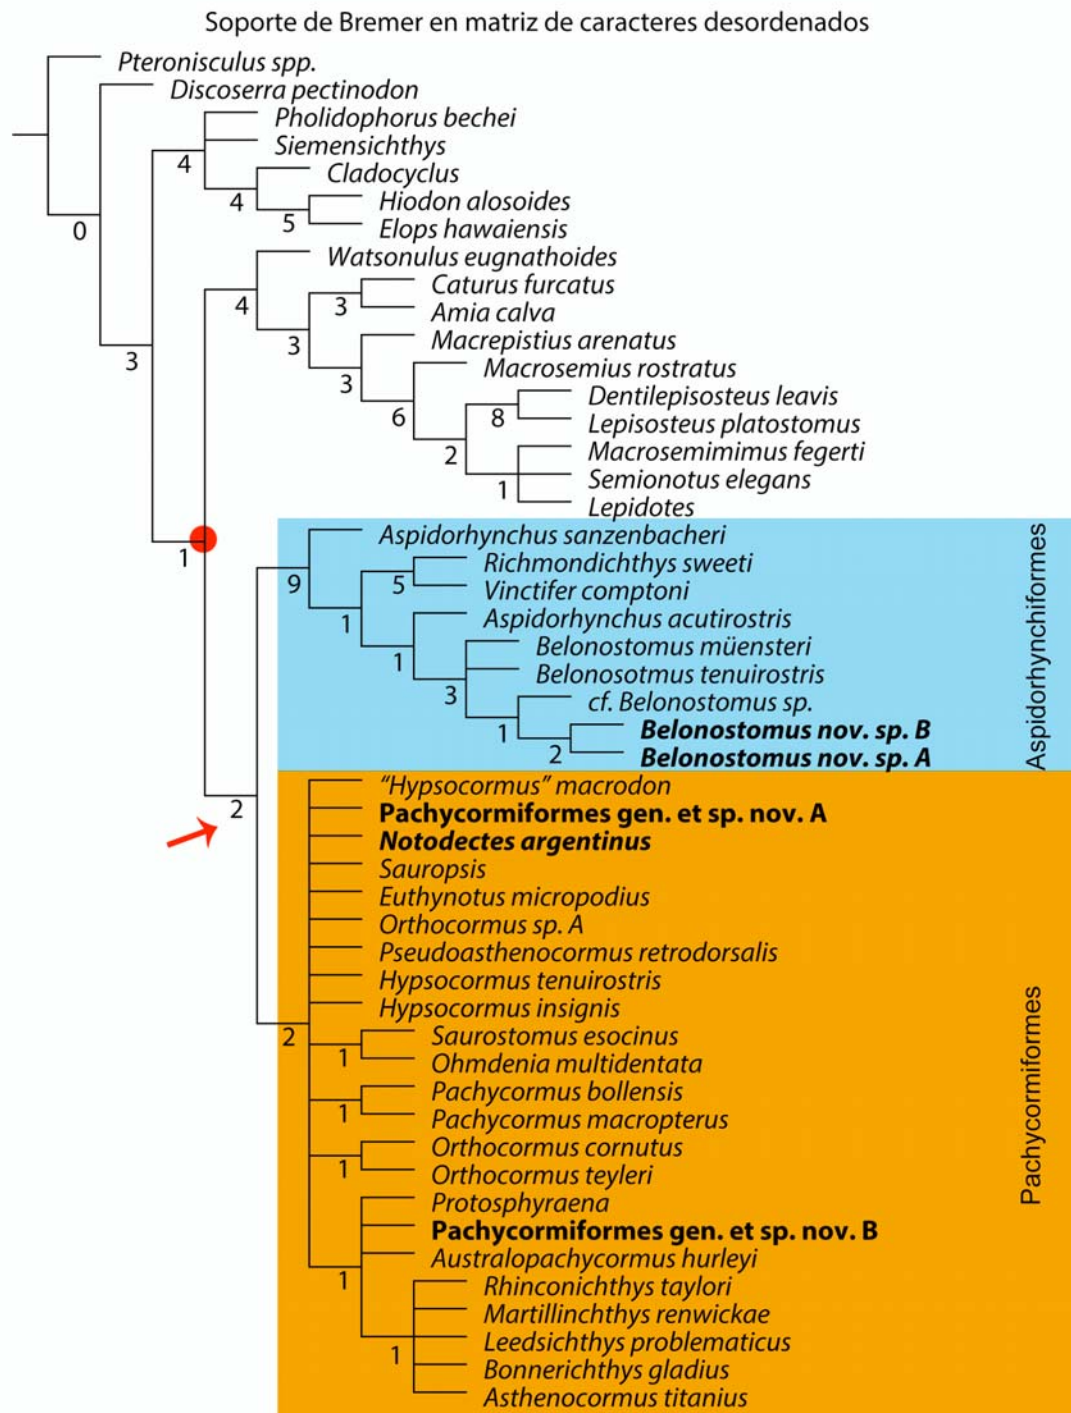 Soporte de Bremer en matriz de caracteres desordenados
Pteronisculus spp.
Discoserra pectinodon
Pholidophorus bechei
Siemensichthys
4
Cladocyclus
4
Hiodon alosoides
5
Elops hawaiensis
0
Watsonulus eugnathoides
4
Caturus furcatus
3
Amia calva
3
Macrepistius arenatus
3
Macrosemius rostratus
3
Dentilepisosteus leavis
6
8
Lepisosteus platostomus
Macrosemimimus fegerti
2
Semionotus elegans
1
Lepidotes
Aspidorhynchus sanzenbacheri
1
Richmondichthys sweeti
9
5
Vinctifer comptoni
Aspidorhynchus acutirostris
1
Belonostomus müensteri
1
Belonosotmus tenuirostris
3
cf. Belonostomus sp.
1
Belonostomus nov. sp. B
2
Belonostomus nov. sp. A
Aspidorhynchiformes
"Hypsocormus" macrodon
2
Pachycormiformes gen. et sp. nov. A
Notodectes argentinus
Sauropsis
Euthynotus micropodius
Orthocormus sp. A
Pseudoasthenocormus retrodorsalis
Hypsocormus tenuirostris
Hypsocormus insignis
2
Saurostomus esocinus
1
Ohmdenia multidentata
Pachycormus bollensis
1
Pachycormus macropterus
Orthocormus cornutus
1
Orthocormus teyleri
Protosphyraena
Pachycormiformes gen. et sp. nov. B
Australopachycormus hurleyi
1
Rhinconichthys taylori
Martillinchthys renwickae
Leedsichthys problematicus
1
Bonnerichthys gladius
Asthenocormus titanius
Pachycormiformes